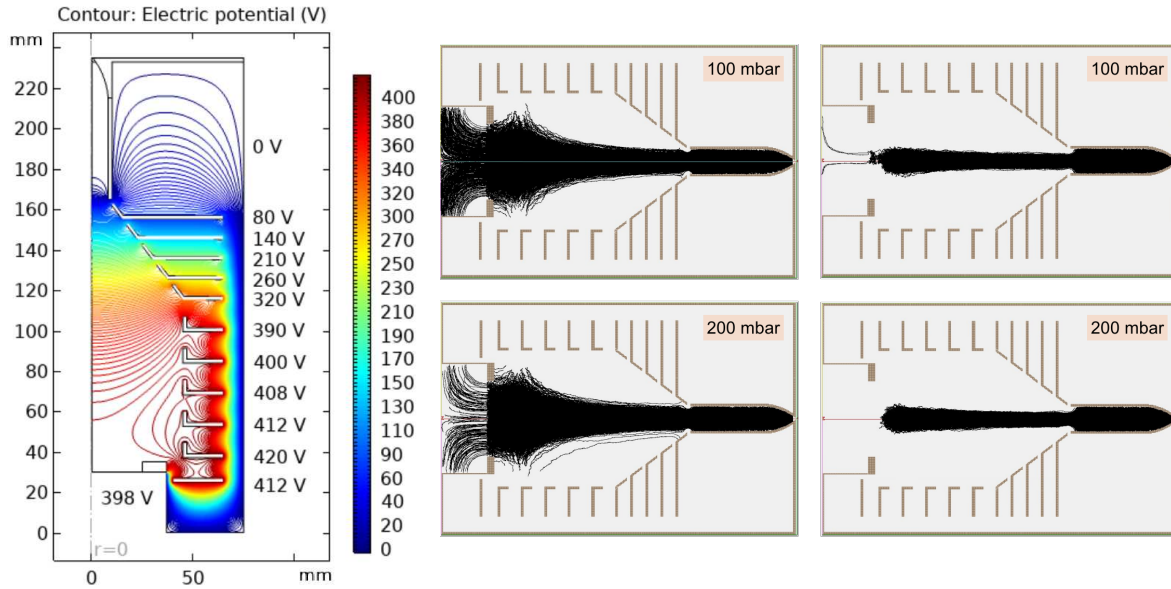 Contour: Electric potential (V)
mm
220
200
180
160
140
120
100
80
60
40
20
0
0 V
80 V
140 V
210 V
260 V
320 V
390 V
400 V
408 V
412 V
420 V
412 V
398 V
r=0
0
50
mm
400
380
360
340
320
300
270
250
230
210
190
170
150
130
110
90
80
60
40
20
0
100 mbar
100 mbar
200 mbar
200 mbar